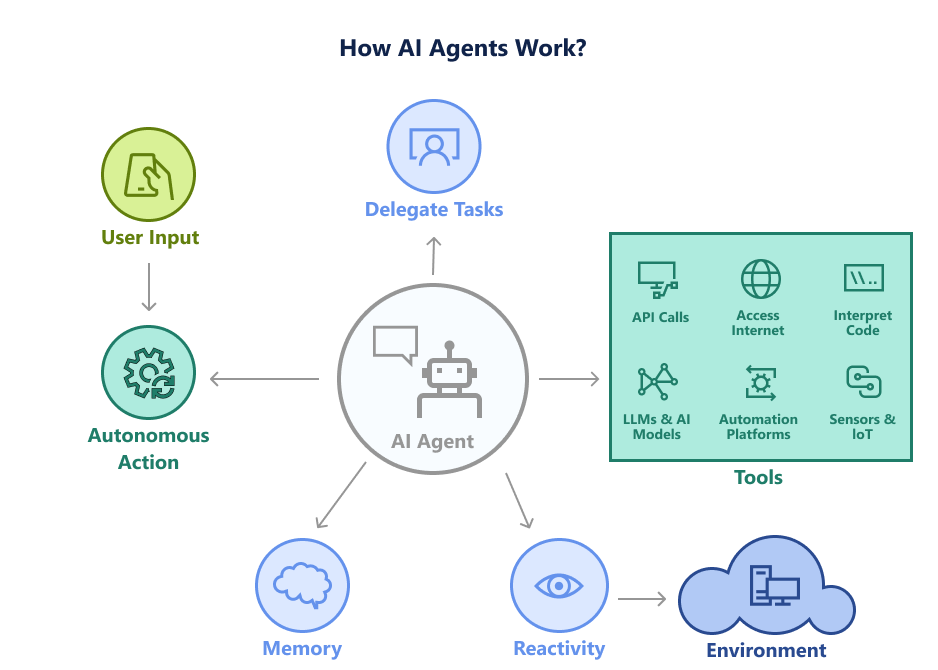 How AI Agents Work?
Delegate Tasks
User Input
API Calls
Access
Internet
Interpret
Code
LLMs & AI
Models
Automation
Platforms
Sensors &
IoT
Tools
AI Agent
Autonomous
Action
Memory
Reactivity
Environment